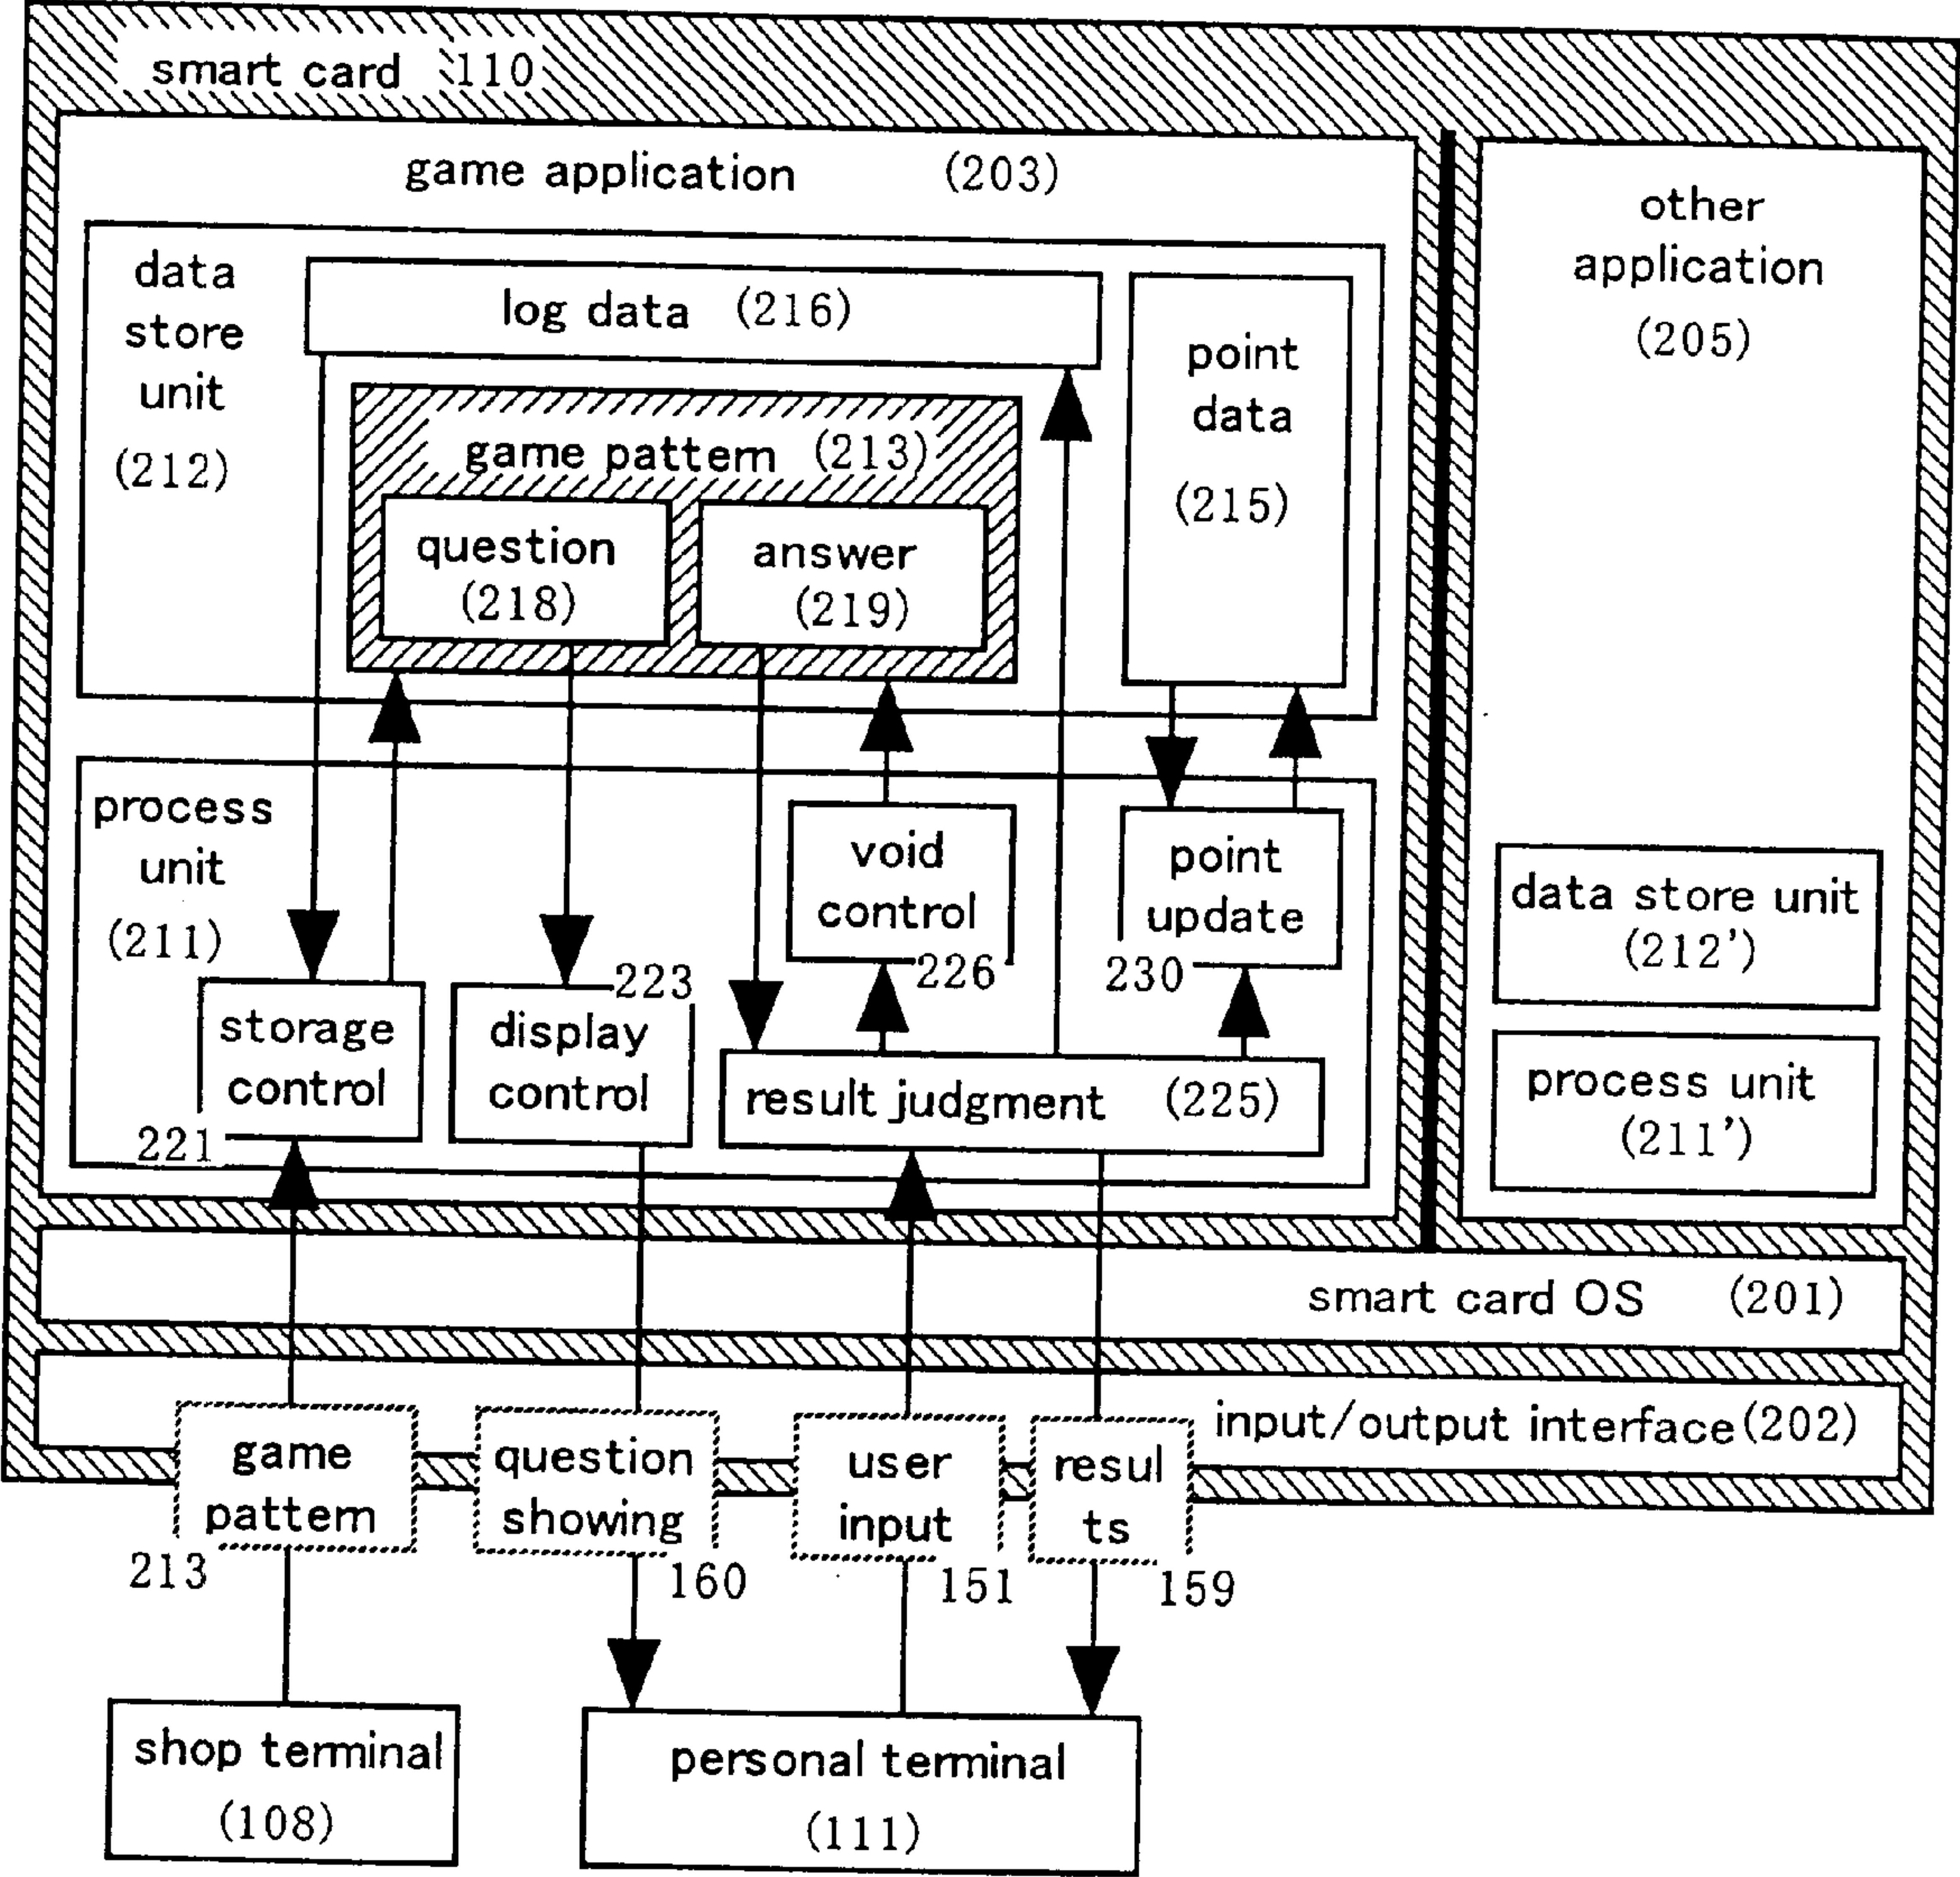 smart card 110
game application (203)
data
store
unit
(212)
log data (216)
point
data
(215)
game pattern (213)
question
(218)
answer
(219)
other
application
(205)
process
unit
(211)
void
control
226
point
update
230
storage
control
221
223
display
control
result judgment (225)
data store unit
(212')
process unit
(211')
smart card OS (201)
input/output interface(202)
game
pattern
213
question
showing
160
user
input
151
resul
ts
159
shop terminal
(108)
personal terminal
(111)